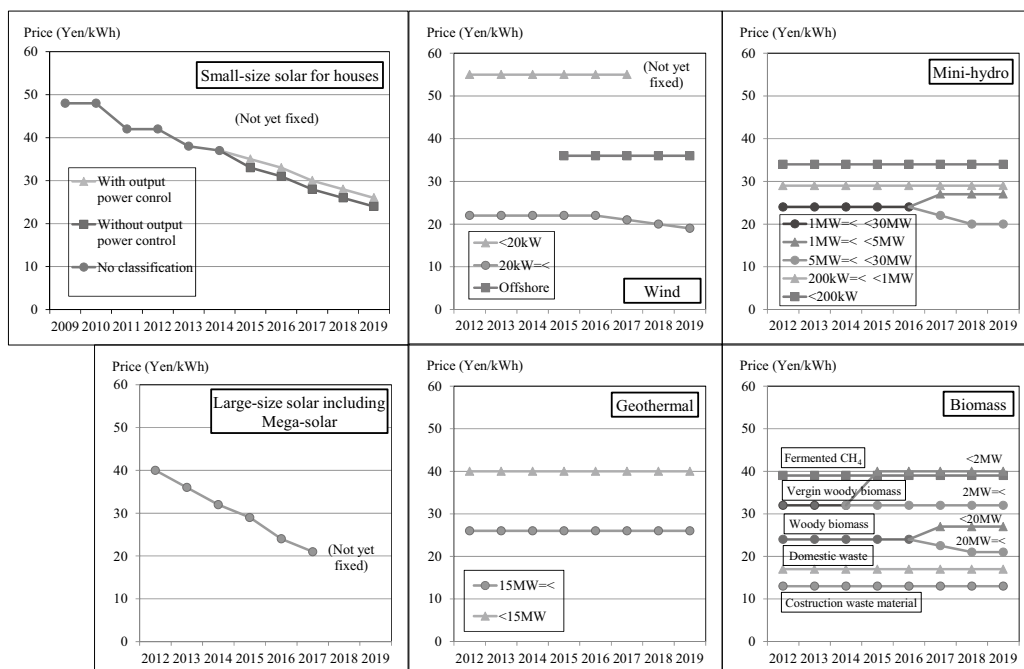 Price (Yen/kWh)
60
50
40
30
20
10
0
Small-size solar for houses
(Not yet fixed)
With output
power conrol
Without output
power control
No classification
2009 2010 2011 2012 2013 2014 2015 2016 2017 2018 2019
Price (Yen/kWh)
60
50
40
30
20
10
0
(Not yet
fixed)
<20kW
20kW=<
Offshore
Wind
2012 2013 2014 2015 2016 2017 2018 2019
Price (Yen/kWh)
60
50
40
30
20
10
0
Mini-hydro
1MW=< <30MW
1MW=< <5MW
5MW=< <30MW
200kW=< <1MW
<200kW
2012 2013 2014 2015 2016 2017 2018 2019
Price (Yen/kWh)
60
50
40
30
20
10
0
Large-size solar including
Mega-solar
(Not yet
fixed)
2012 2013 2014 2015 2016 2017 2018 2019
Price (Yen/kWh)
60
50
40
30
20
10
0
Geothermal
15MW=<
<15MW
2012 2013 2014 2015 2016 2017 2018 2019
Price (Yen/kWh)
60
50
40
30
20
10
0
Biomass
Fermented CH4
<2MW
Vergin woody biomass
2MW=<
Woody biomass
<20MW
20MW=<
Domestic waste
Costruction waste material
2012 2013 2014 2015 2016 2017 2018 2019